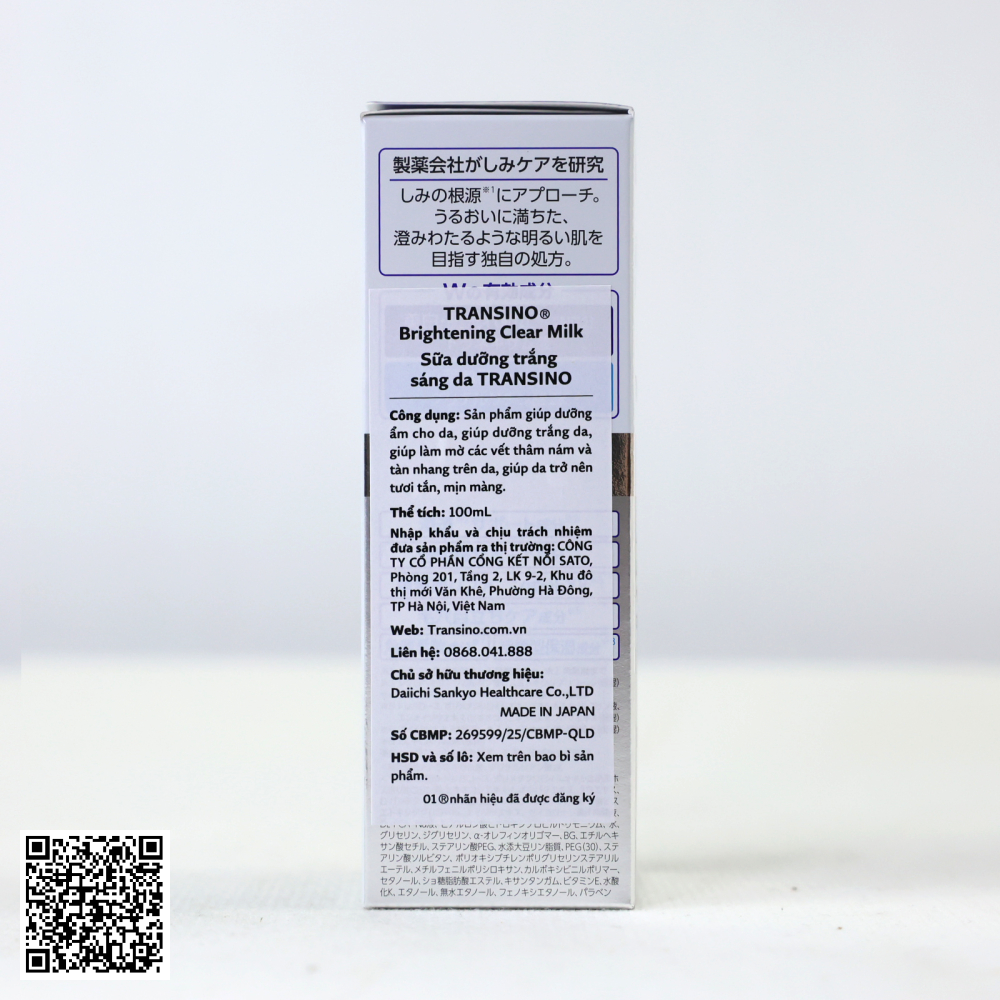 製薬会社がしみケアを研究
しみの根源※1にアプローチ。
うるおいに満ちた、
澄みわたるような明るい肌を
目指す独自の処方。
Wの有効成分
TRANSINO®
Brightening Clear Milk
Sữa dưỡng trắng
sáng da TRANSINO
Công dụng: Sản phẩm giúp dưỡng
ẩm cho da, giúp dưỡng trắng da,
giúp làm mờ các vết thâm nám và
tàn nhang trên da, giúp da trở nên
tươi tắn, mịn màng.
Thể tích: 100mL
Nhập khẩu và chịu trách nhiệm
đưa sản phẩm ra thị trường: CÔNG
TY CỔ PHẦN CỔNG KẾT NỐI SATO,
Phòng 201, Tầng 2, LK 9-2, Khu đô
thị mới Văn Khê, Phường Hà Đông,
TP Hà Nội, Việt Nam
Web: Transino.com.vn
Liên hệ: 0868.041.888
Chủ sở hữu thương hiệu:
Daiichi Sankyo Healthcare Co.,LTD
MADE IN JAPAN
Số CBMP: 269599/25/CBMP-QLD
HSD và số lô: Xem trên bao bì sản
phẩm.
01®nhãn hiệu đã được đăng ký
グリセリン、ジグリセリン、α-オレフィンオリゴマー、BG、エチルヘキ
サン酸セチル、ステアリン酸PEG、水添大豆リン脂質、PEG(30)、ステ
アリン酸ソルビタン、ポリオキシブチレンポリグリセリンステアリル
エーテル、メチルフェニルポリシロキサン、カルボキシビニルポリマー、
セタノール、ショ糖脂肪酸エステル、キサンタンガム、ビタミンE、水酸
化K、エタノール、無水エタノール、フェノキシエタノール、パラベン